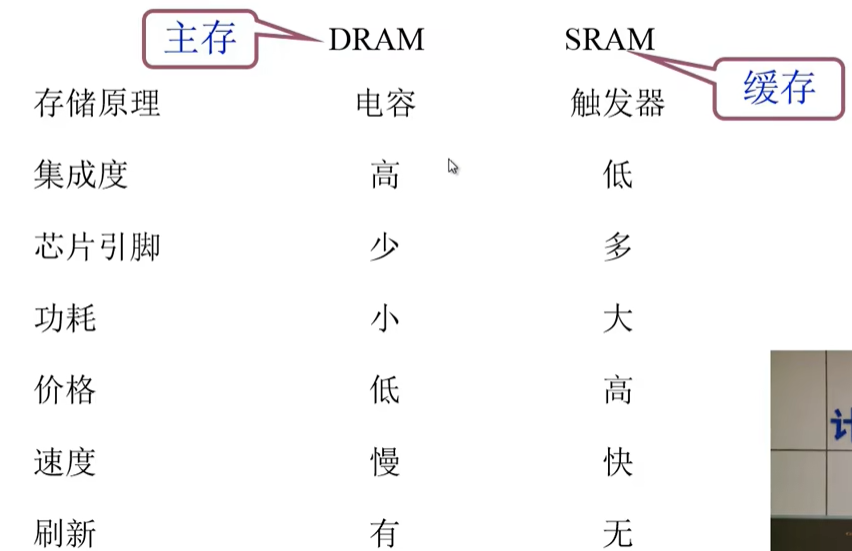 主存 DRAM SRAM
缓存
存储原理 电容 触发器
集成度 高 低
芯片引脚 少 多
功耗 小 大
价格 低 高
速度 慢 快
刷新 有 无